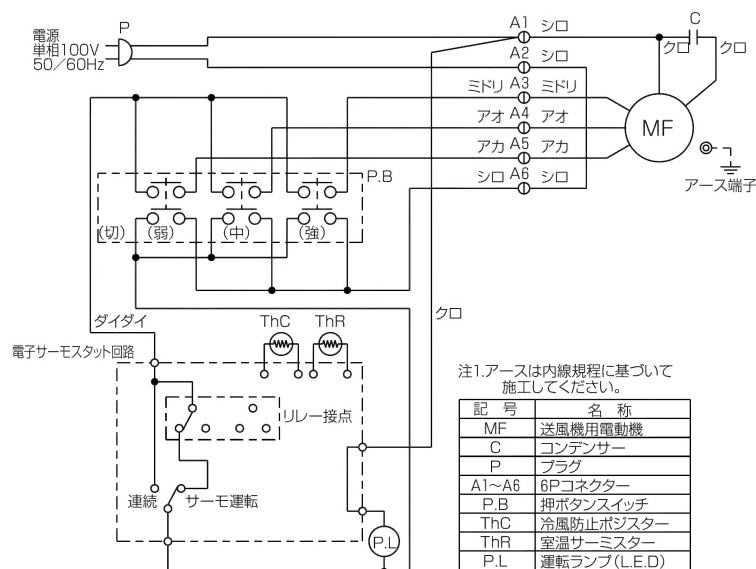 電源
単相100V
50/60Hz
P
A1 シロ
A2 シロ
ミドリ A3 ミドリ
アオ A4 アオ
アカ A5 アカ
シロ A6 シロ
C
クロ
クロ
MF
アース端子
P.B
(切) (弱) (中) (強)
ダイダイ
クロ
ThC ThR
電子サーモスタット回路
リレー接点
連続
サーモ運転
P.L
注1.アースは内線規程に基づいて
施工してください。
記 号 名 称
MF 送風機用電動機
C コンデンサー
P プラグ
A1~A6 6Pコネクター
P.B 押ボタンスイッチ
ThC 冷風防止ポジスター
ThR 室温サーミスター
P.L 運転ランプ(L.E.D)